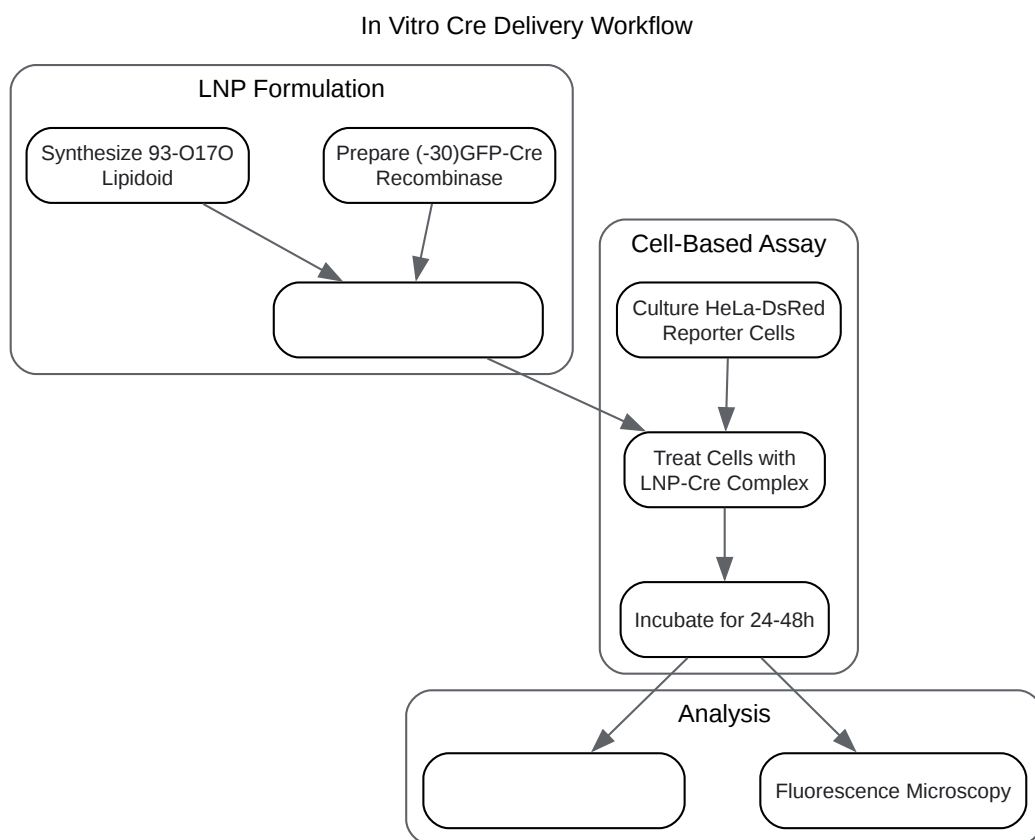 In Vitro Cre Delivery Workflow
LNP Formulation
Synthesize 93-O17O
Lipidoid
Prepare (-30)GFP-Cre
Recombinase
Cell-Based Assay
Culture HeLa-DsRed
Reporter Cells
Treat Cells with
LNP-Cre Complex
Incubate for 24-48h
Analysis
Fluorescence Microscopy